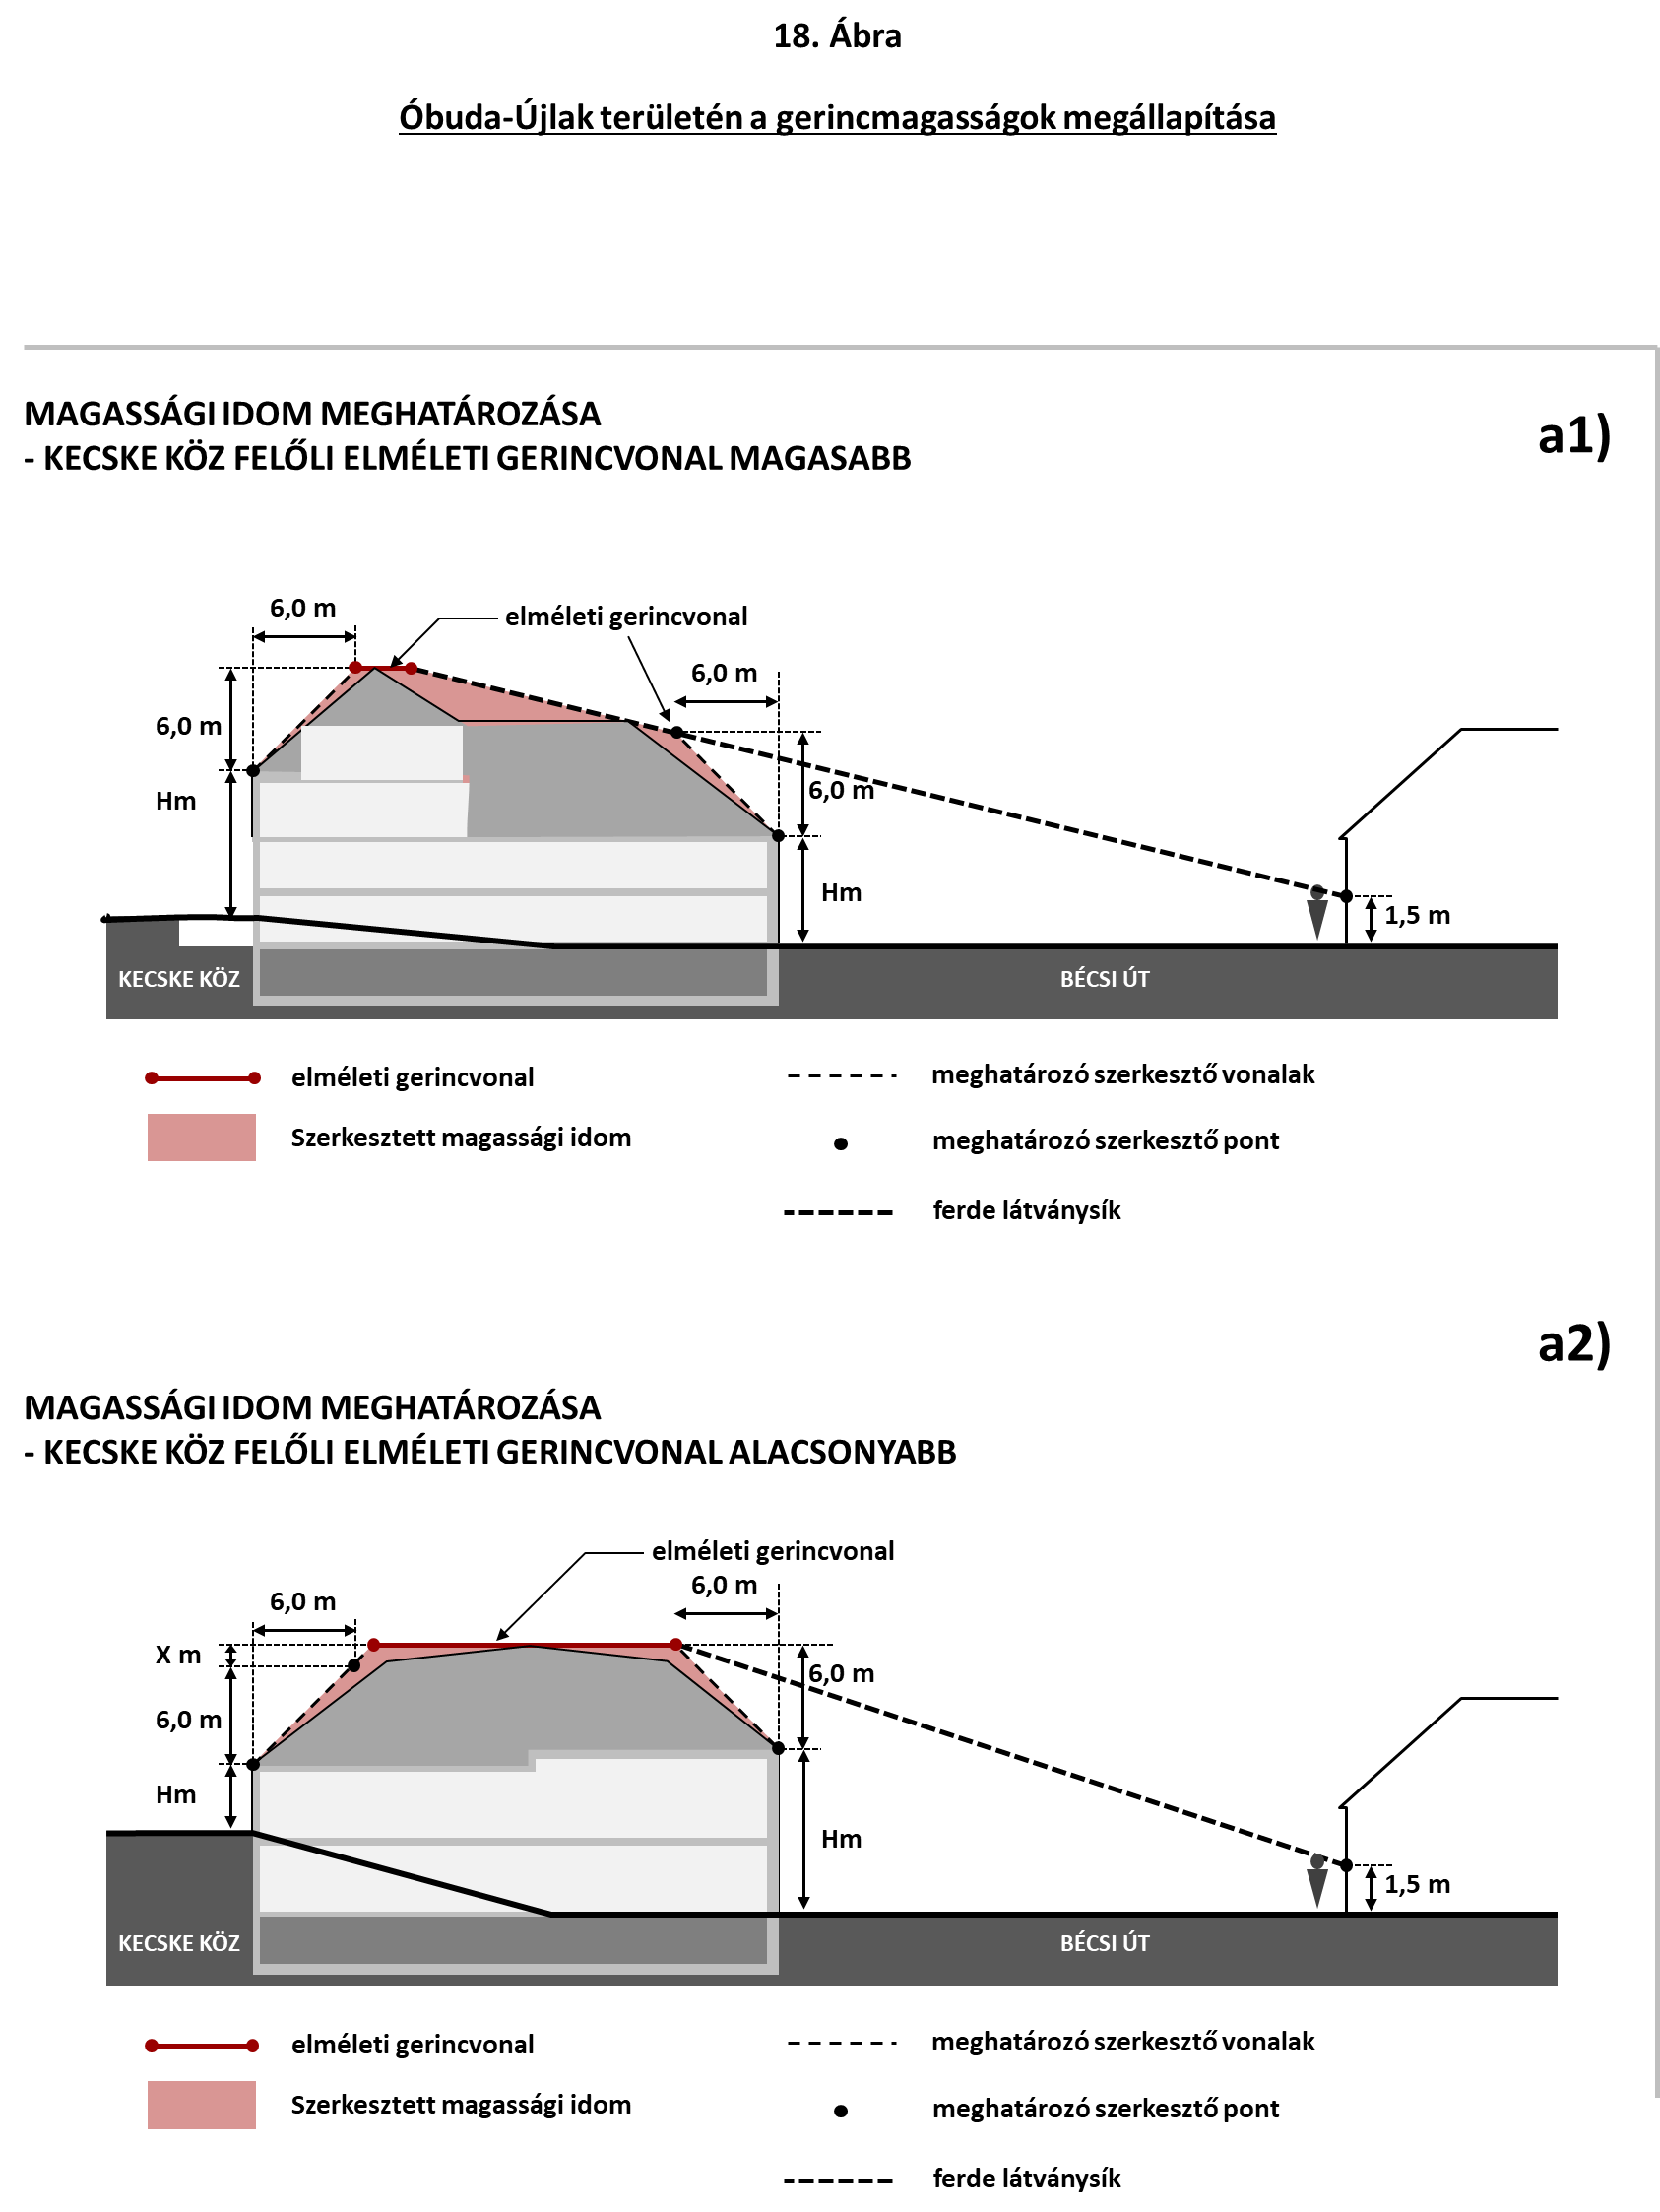 18. Ábra
Óbuda-Újlak területén a gerincmagasságok megállapítása
MAGASSÁGI IDOM MEGHATÁROZÁSA
- KECSKE KÖZ FELŐLI ELMÉLETI GERINCVONAL MAGASABB
a1)
6,0 m
elméleti gerincvonal
6,0 m
6,0 m
Hm
6,0 m
Hm
1,5 m
KECSKE KÖZ
BÉCSI ÚT
elméleti gerincvonal
meghatározó szerkesztő vonalak
Szerkesztett magassági idom
meghatározó szerkesztő pont
ferde látványsík
a2)
MAGASSÁGI IDOM MEGHATÁROZÁSA
- KECSKE KÖZ FELŐLI ELMÉLETI GERINCVONAL ALACSONYABB
elméleti gerincvonal
6,0 m
6,0 m
X m
6,0 m
6,0 m
Hm
Hm
1,5 m
KECSKE KÖZ
BÉCSI ÚT
elméleti gerincvonal
meghatározó szerkesztő vonalak
Szerkesztett magassági idom
meghatározó szerkesztő pont
ferde látványsík